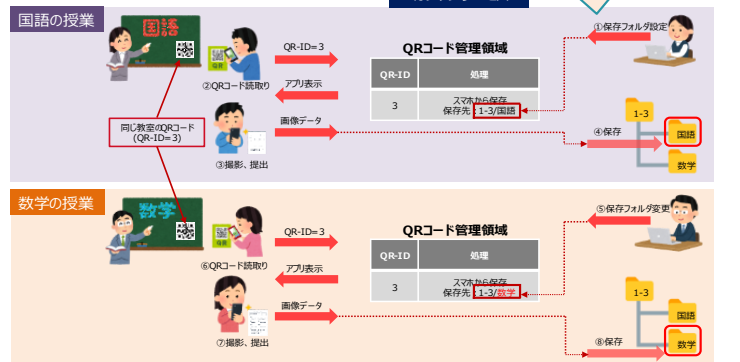 国語の授業
国語
QR-ID=3
②QRコード読取り
アプリ表示
画像データ
③撮影、提出
同じ教室のQRコード
(QR-ID=3)
QRコード管理領域
QR-ID 処理
3 スマホから保存
保存先：1-3/国語
①保存フォルダ設定
④保存
1-3
国語
数学
数学の授業
数学
QR-ID=3
⑥QRコード読取り
アプリ表示
画像データ
⑦撮影、提出
QRコード管理領域
QR-ID 処理
3 スマホから保存
保存先：1-3/数学
⑤保存フォルダ変更
⑧保存
1-3
国語
数学